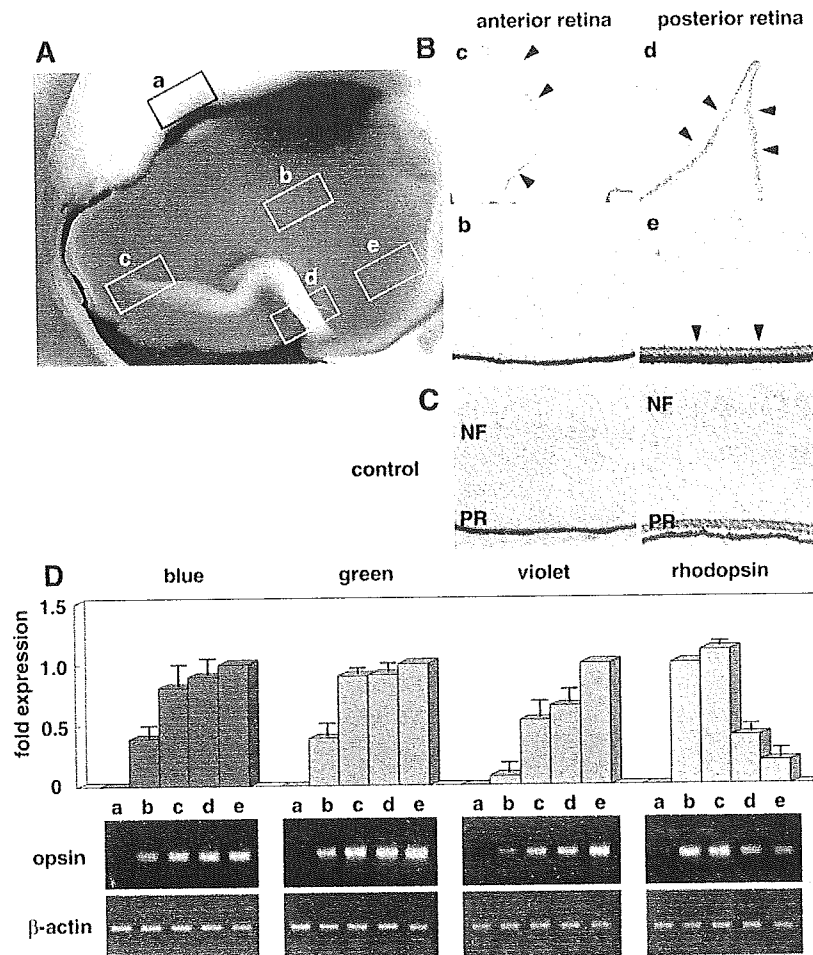 anterior retina posterior retina
A
B
a
b
c
d
e
c
d
b
e
C
control
NF
PR
NF
PR
D
blue green violet rhodopsin
fold expression
1.5
1.0
0.5
0
a b c d e a b c d e a b c d e a b c d e
opsin
β-actin